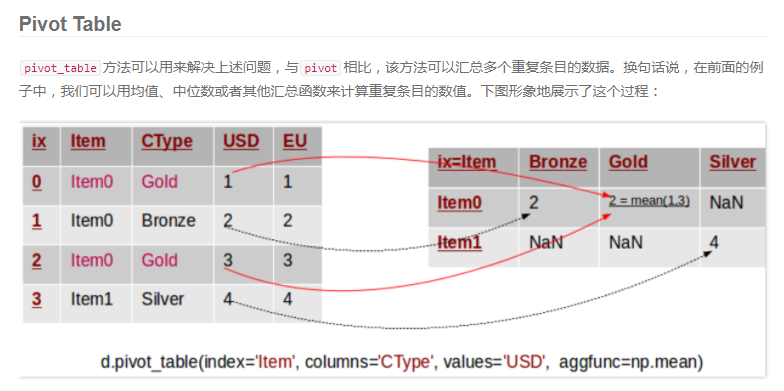 Pivot Table
pivot_table 方法可以用来解决上述问题，与 pivot 相比，该方法可以汇总多个重复条目的数据。换句话说，在前面的例
子中，我们可以用均值、中位数或者其他汇总函数来计算重复条目的数值。下图形象地展示了这个过程：
ix Item CType USD EU
0 Item0 Gold 1 1
1 Item0 Bronze 2 2
2 Item0 Gold 3 3
3 Item1 Silver 4 4
ix=Item Bronze Gold Silver
Item0 2 2 = mean(1,3) NaN
Item1 NaN NaN 4
d.pivot_table(index='Item', columns='CType', values='USD', aggfunc=np.mean)